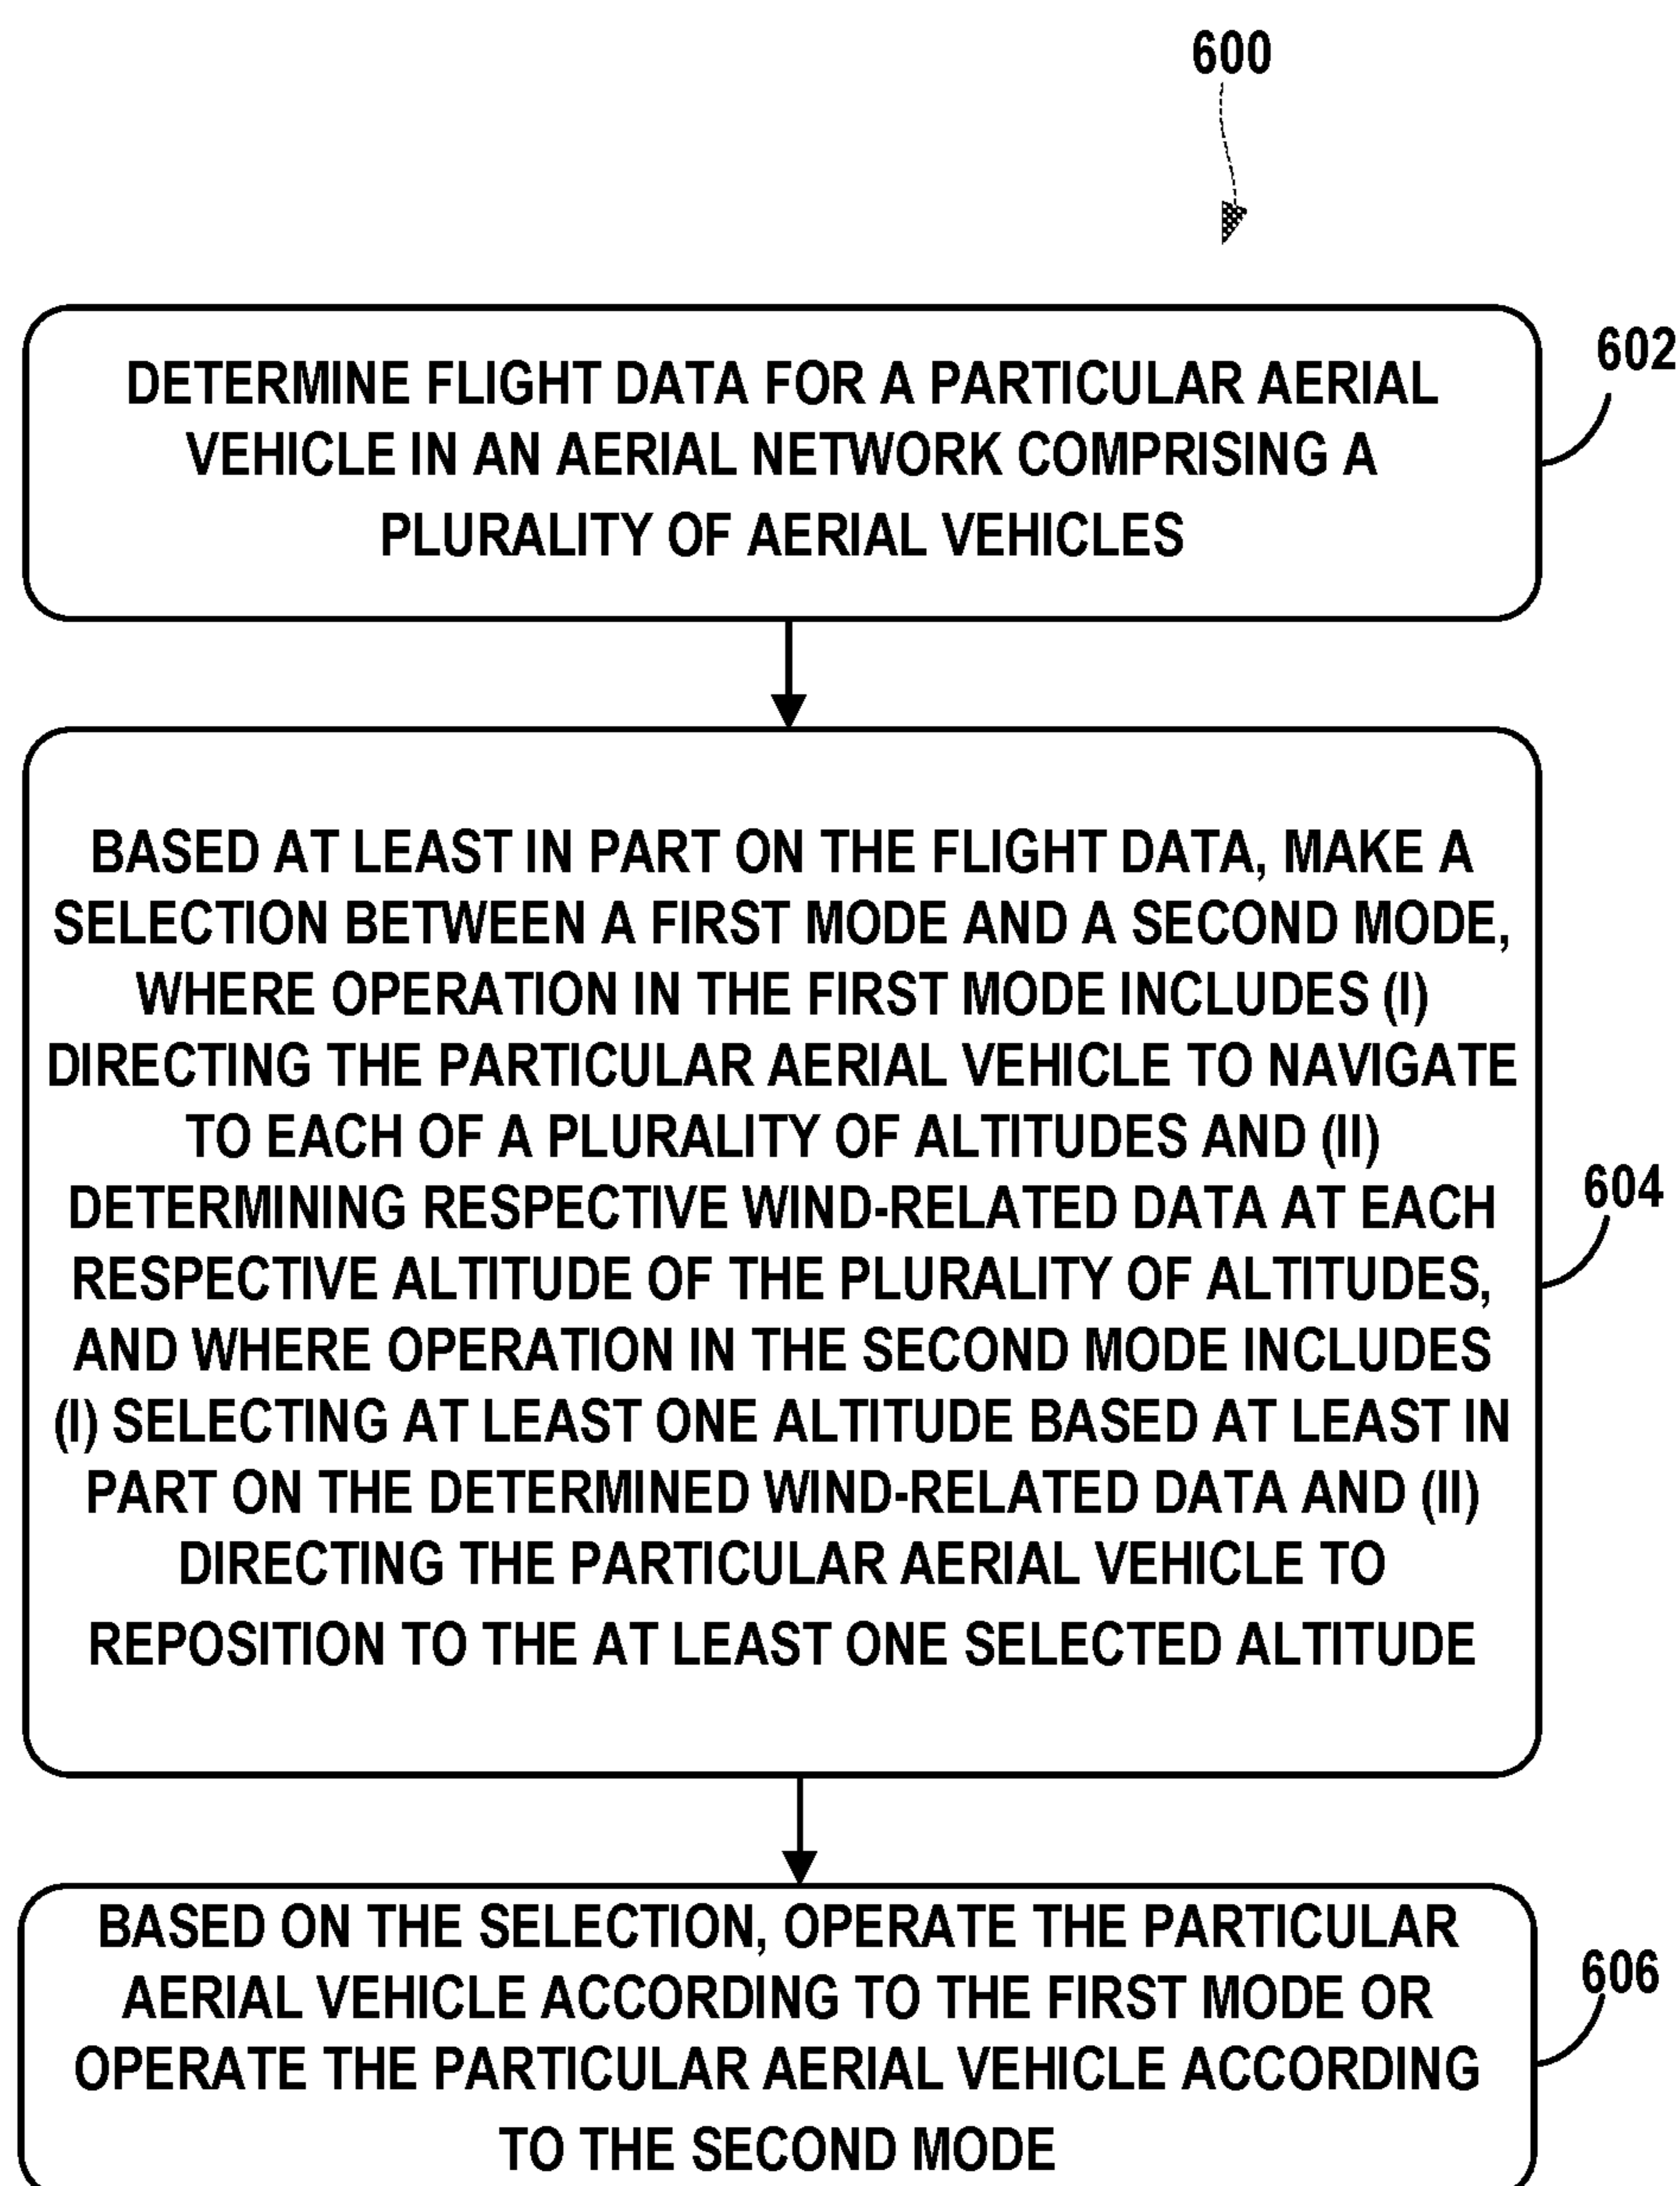 600
602
DETERMINE FLIGHT DATA FOR A PARTICULAR AERIAL
VEHICLE IN AN AERIAL NETWORK COMPRISING A
PLURALITY OF AERIAL VEHICLES
BASED AT LEAST IN PART ON THE FLIGHT DATA, MAKE A
SELECTION BETWEEN A FIRST MODE AND A SECOND MODE,
WHERE OPERATION IN THE FIRST MODE INCLUDES (I)
DIRECTING THE PARTICULAR AERIAL VEHICLE TO NAVIGATE
TO EACH OF A PLURALITY OF ALTITUDES AND (II)
DETERMINING RESPECTIVE WIND-RELATED DATA AT EACH
604
RESPECTIVE ALTITUDE OF THE PLURALITY OF ALTITUDES,
AND WHERE OPERATION IN THE SECOND MODE INCLUDES
(I) SELECTING AT LEAST ONE ALTITUDE BASED AT LEAST IN
PART ON THE DETERMINED WIND-RELATED DATA AND (II)
DIRECTING THE PARTICULAR AERIAL VEHICLE TO
REPOSITION TO THE AT LEAST ONE SELECTED ALTITUDE
BASED ON THE SELECTION, OPERATE THE PARTICULAR
606
AERIAL VEHICLE ACCORDING TO THE FIRST MODE OR
OPERATE THE PARTICULAR AERIAL VEHICLE ACCORDING
TO THE SECOND MODE